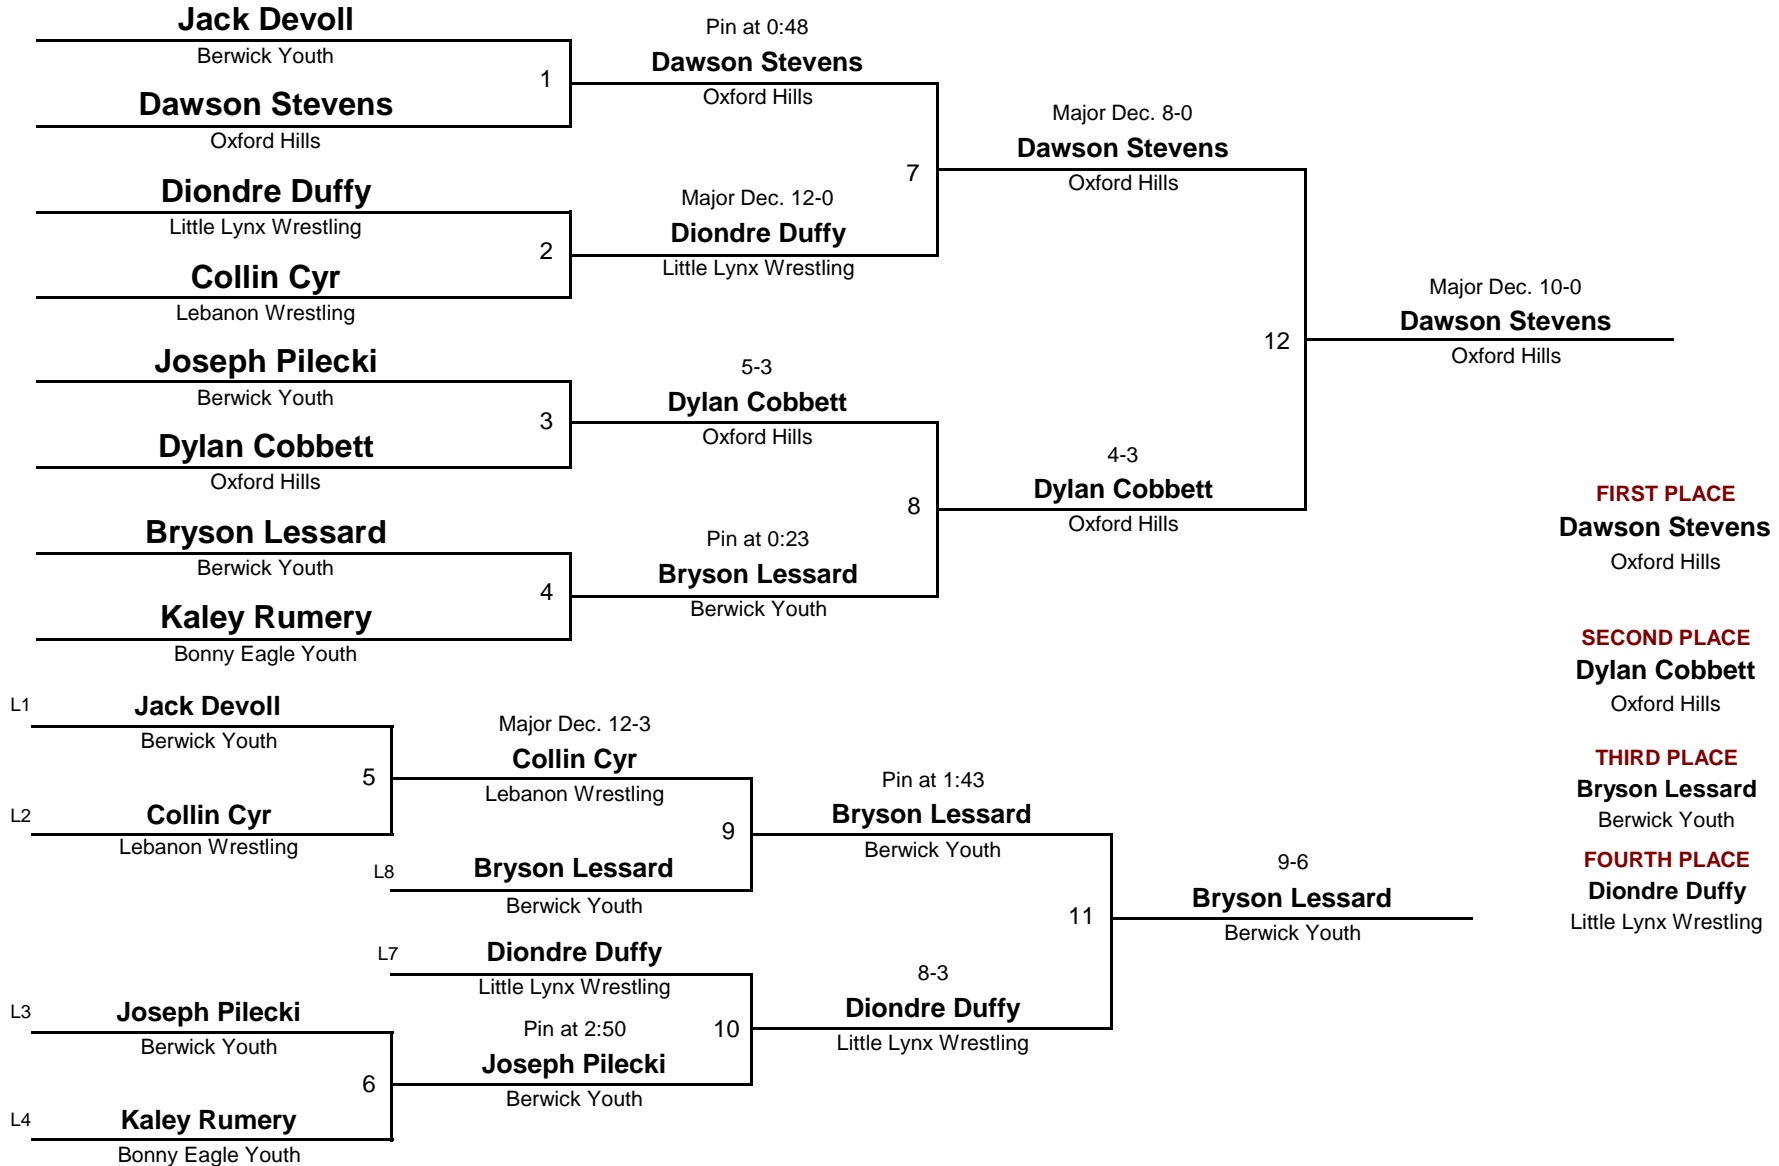 Jack Devoll
Berwick Youth
1
Dawson Stevens
Oxford Hills
Diondre Duffy
Little Lynx Wrestling
2
Collin Cyr
Lebanon Wrestling
Joseph Pilecki
Berwick Youth
3
Dylan Cobbett
Oxford Hills
Bryson Lessard
Berwick Youth
4
Kaley Rumery
Bonny Eagle Youth
Pin at 0:48
Dawson Stevens
Oxford Hills
7
Major Dec. 12-0
Diondre Duffy
Little Lynx Wrestling
5-3
Dylan Cobbett
Oxford Hills
8
Pin at 0:23
Bryson Lessard
Berwick Youth
Major Dec. 8-0
Dawson Stevens
Oxford Hills
12
4-3
Dylan Cobbett
Oxford Hills
Major Dec. 10-0
Dawson Stevens
Oxford Hills
FIRST PLACE
Dawson Stevens
Oxford Hills
SECOND PLACE
Dylan Cobbett
Oxford Hills
THIRD PLACE
Bryson Lessard
Berwick Youth
FOURTH PLACE
Diondre Duffy
Little Lynx Wrestling
L1
Jack Devoll
Berwick Youth
5
L2
Collin Cyr
Lebanon Wrestling
L3
Joseph Pilecki
Berwick Youth
6
L4
Kaley Rumery
Bonny Eagle Youth
Major Dec. 12-3
Collin Cyr
Lebanon Wrestling
9
L8
Bryson Lessard
Berwick Youth
L7
Diondre Duffy
Little Lynx Wrestling
10
Pin at 2:50
Joseph Pilecki
Berwick Youth
Pin at 1:43
Bryson Lessard
Berwick Youth
11
8-3
Diondre Duffy
Little Lynx Wrestling
9-6
Bryson Lessard
Berwick Youth